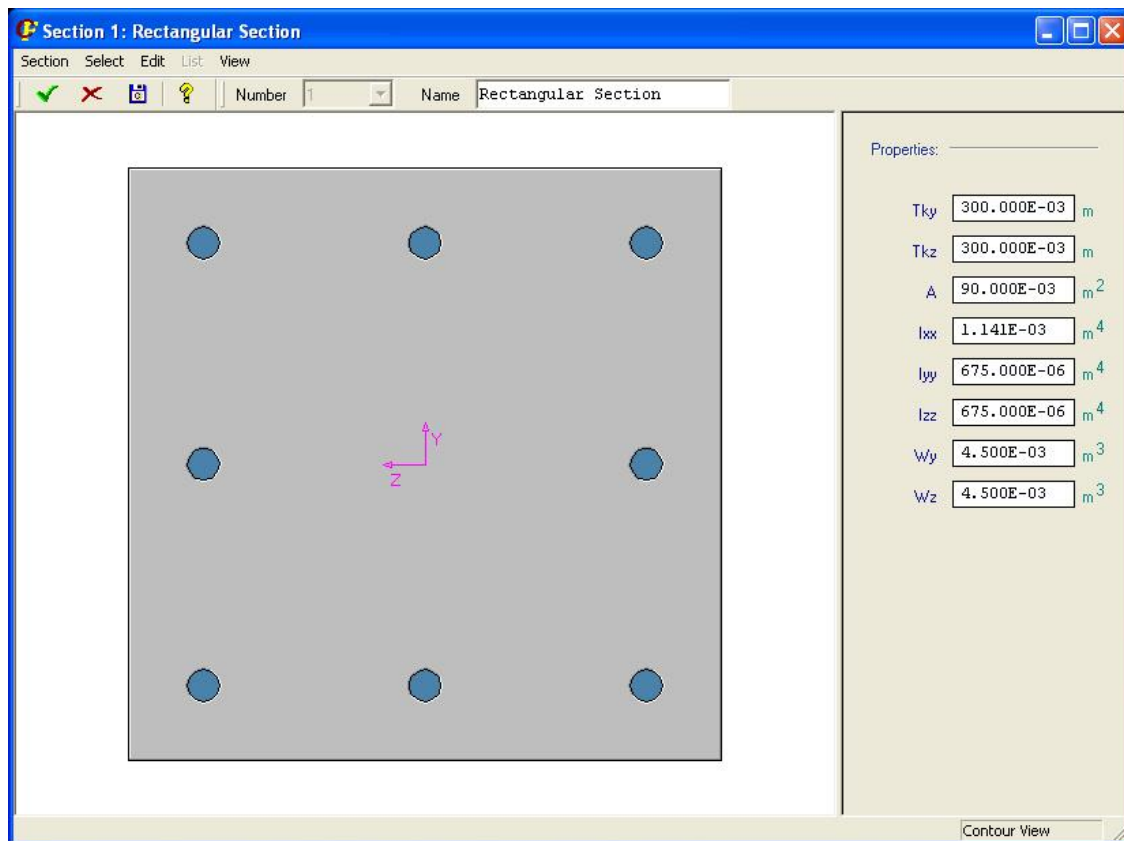 Section 1: Rectangular Section
Section Select Edit List View
Number 1 Name Rectangular Section
Properties:
Tky 300.000E-03 m
Tkz 300.000E-03 m
A 90.000E-03 m2
Ixx 1.141E-03 m4
Iyy 675.000E-06 m4
Izz 675.000E-06 m4
Wy 4.500E-03 m3
Wz 4.500E-03 m3
Y
Z
Contour View